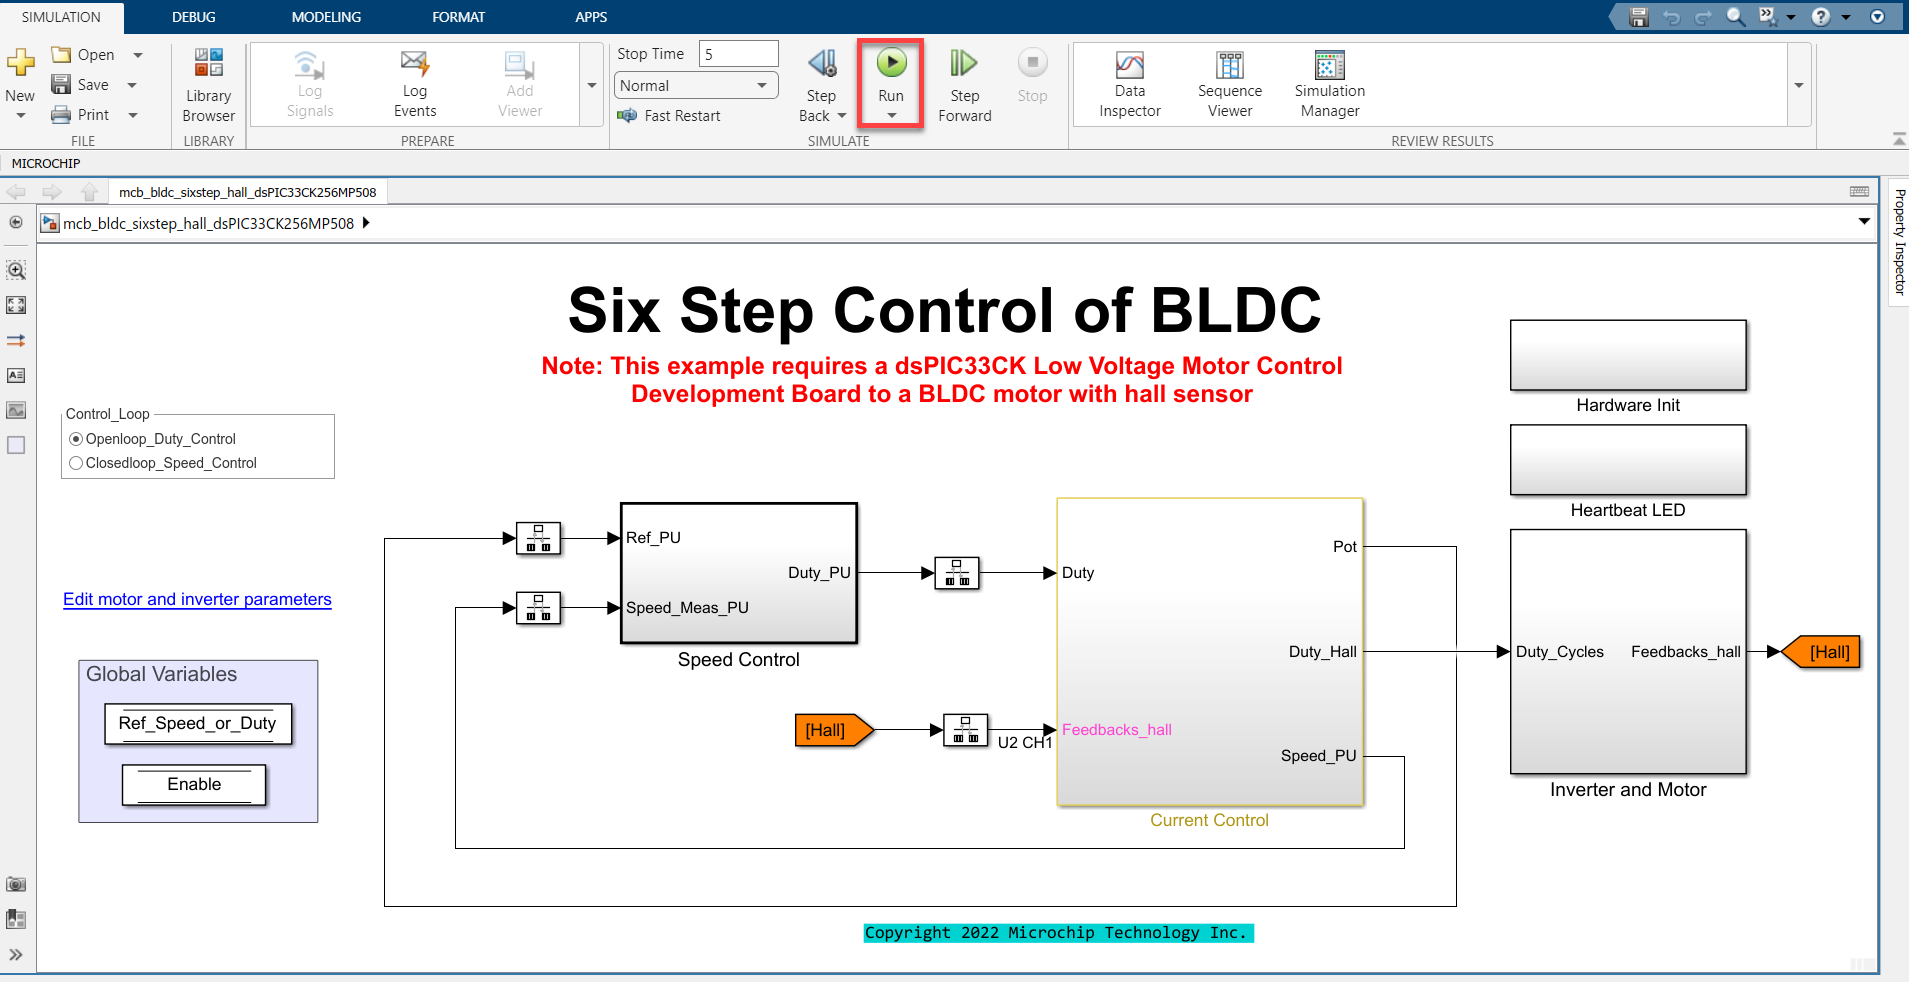 SIMULATION
DEBUG
MODELING
FORMAT
APPS
New
Open
Save
Print
FILE
Library
Browser
LIBRARY
Log
Signals
Log
Events
Add
Viewer
PREPARE
Stop Time
5
Normal
Fast Restart
Step
Back
Run
Step
Forward
Stop
SIMULATE
Data
Inspector
Sequence
Viewer
Simulation
Manager
REVIEW RESULTS
MICROCHIP
mcb_bldc_sixstep_hall_dsPIC33CK256MP508
mcb_bldc_sixstep_hall_dsPIC33CK256MP508
Property Inspector
Six Step Control of BLDC
Note: This example requires a dsPIC33CK Low Voltage Motor Control
Development Board to a BLDC motor with hall sensor
Control_Loop
Openloop_Duty_Control
Closedloop_Speed_Control
Edit motor and inverter parameters
Global Variables
Ref_Speed_or_Duty
Enable
Ref_PU
Duty_PU
Speed_Meas_PU
Speed Control
[Hall]
U2 CH1
Duty
Pot
Duty_Hall
Feedbacks_hall
Speed_PU
Current Control
Hardware Init
Heartbeat LED
Duty_Cycles
Feedbacks_hall
Inverter and Motor
[Hall]
Copyright 2022 Microchip Technology Inc.